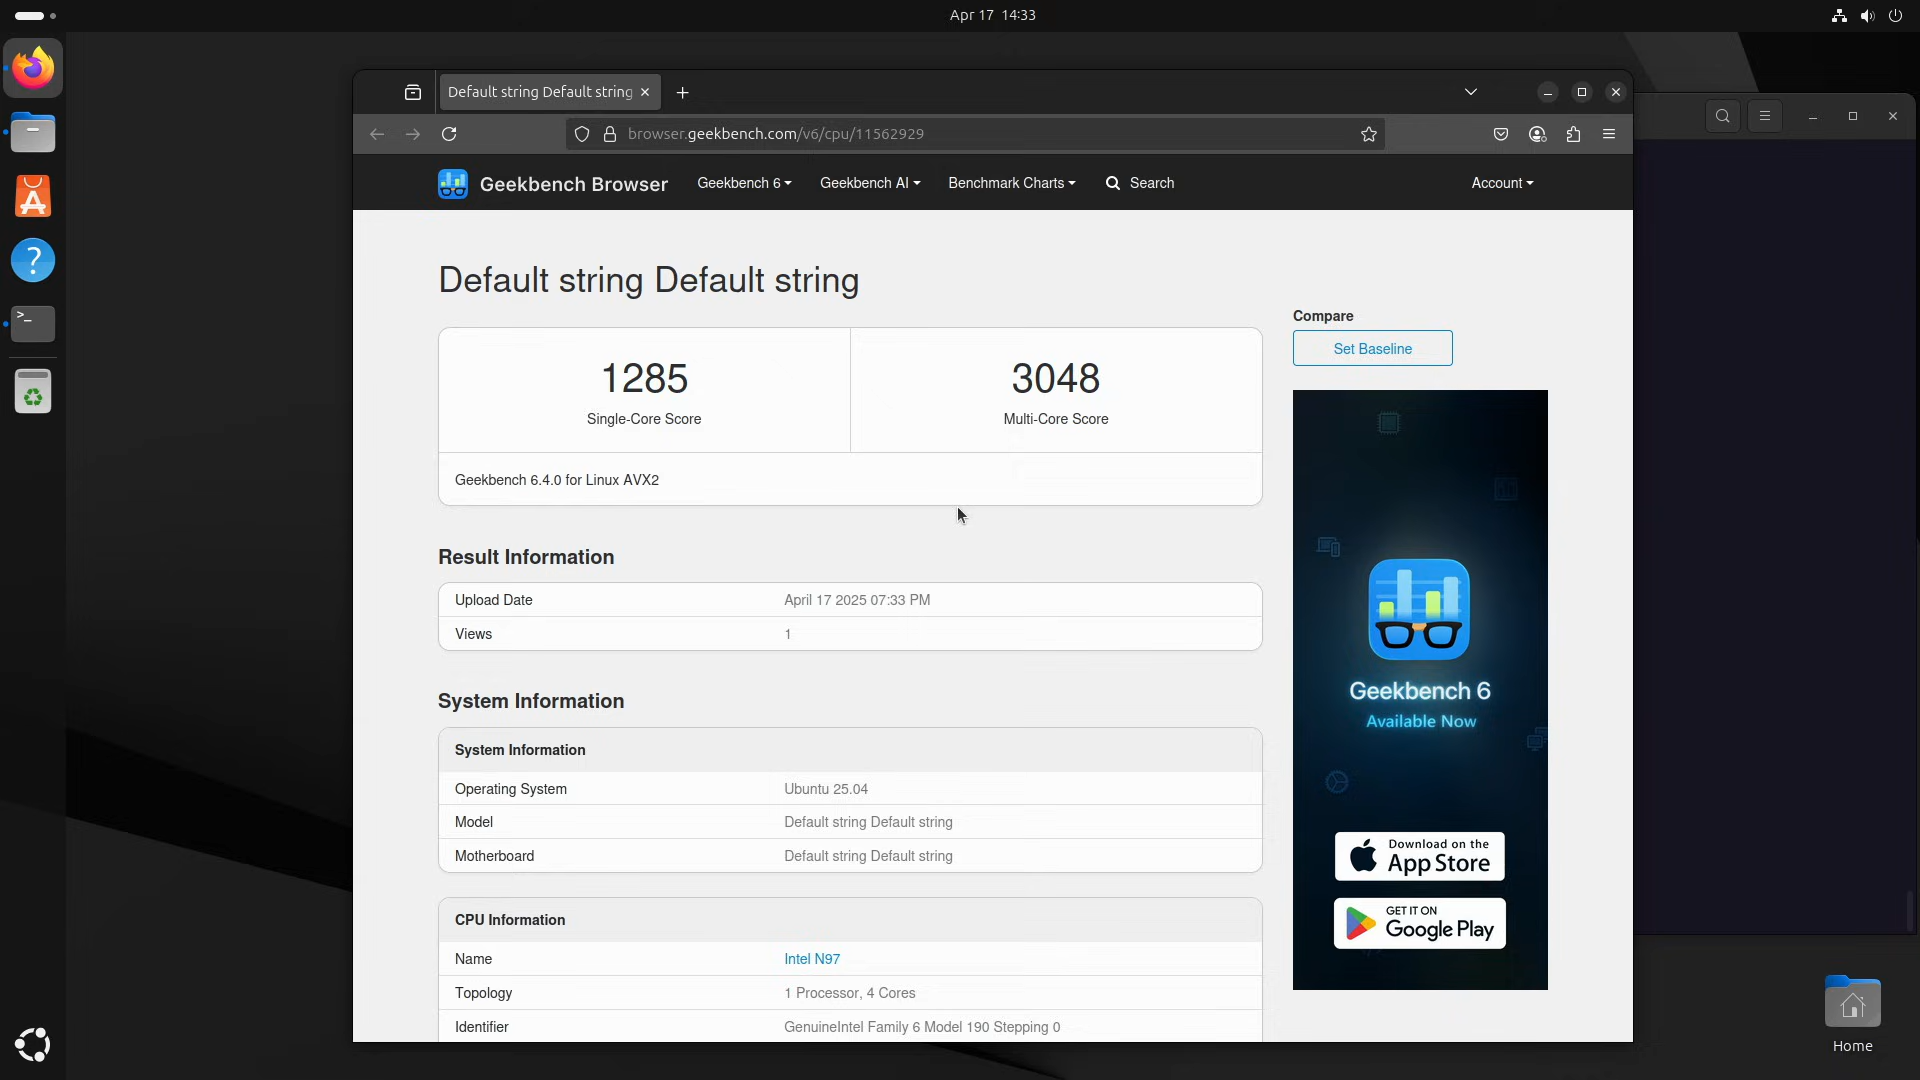 Apr 17 14:33
Default string Default string
browser.geekbench.com/v6/cpu/11562929
Geekbench Browser
Geekbench 6
Geekbench AI
Benchmark Charts
Search
Account
Default string Default string
1285
Single-Core Score
3048
Multi-Core Score
Geekbench 6.4.0 for Linux AVX2
Compare
Set Baseline
Result Information
Upload Date April 17 2025 07:33 PM
Views 1
System Information
System Information
Operating System Ubuntu 25.04
Model Default string Default string
Motherboard Default string Default string
CPU Information
Name Intel N97
Topology 1 Processor, 4 Cores
Identifier GenuineIntel Family 6 Model 190 Stepping 0
Geekbench 6
Available Now
Download on the
App Store
GET IT ON
Google Play
Home